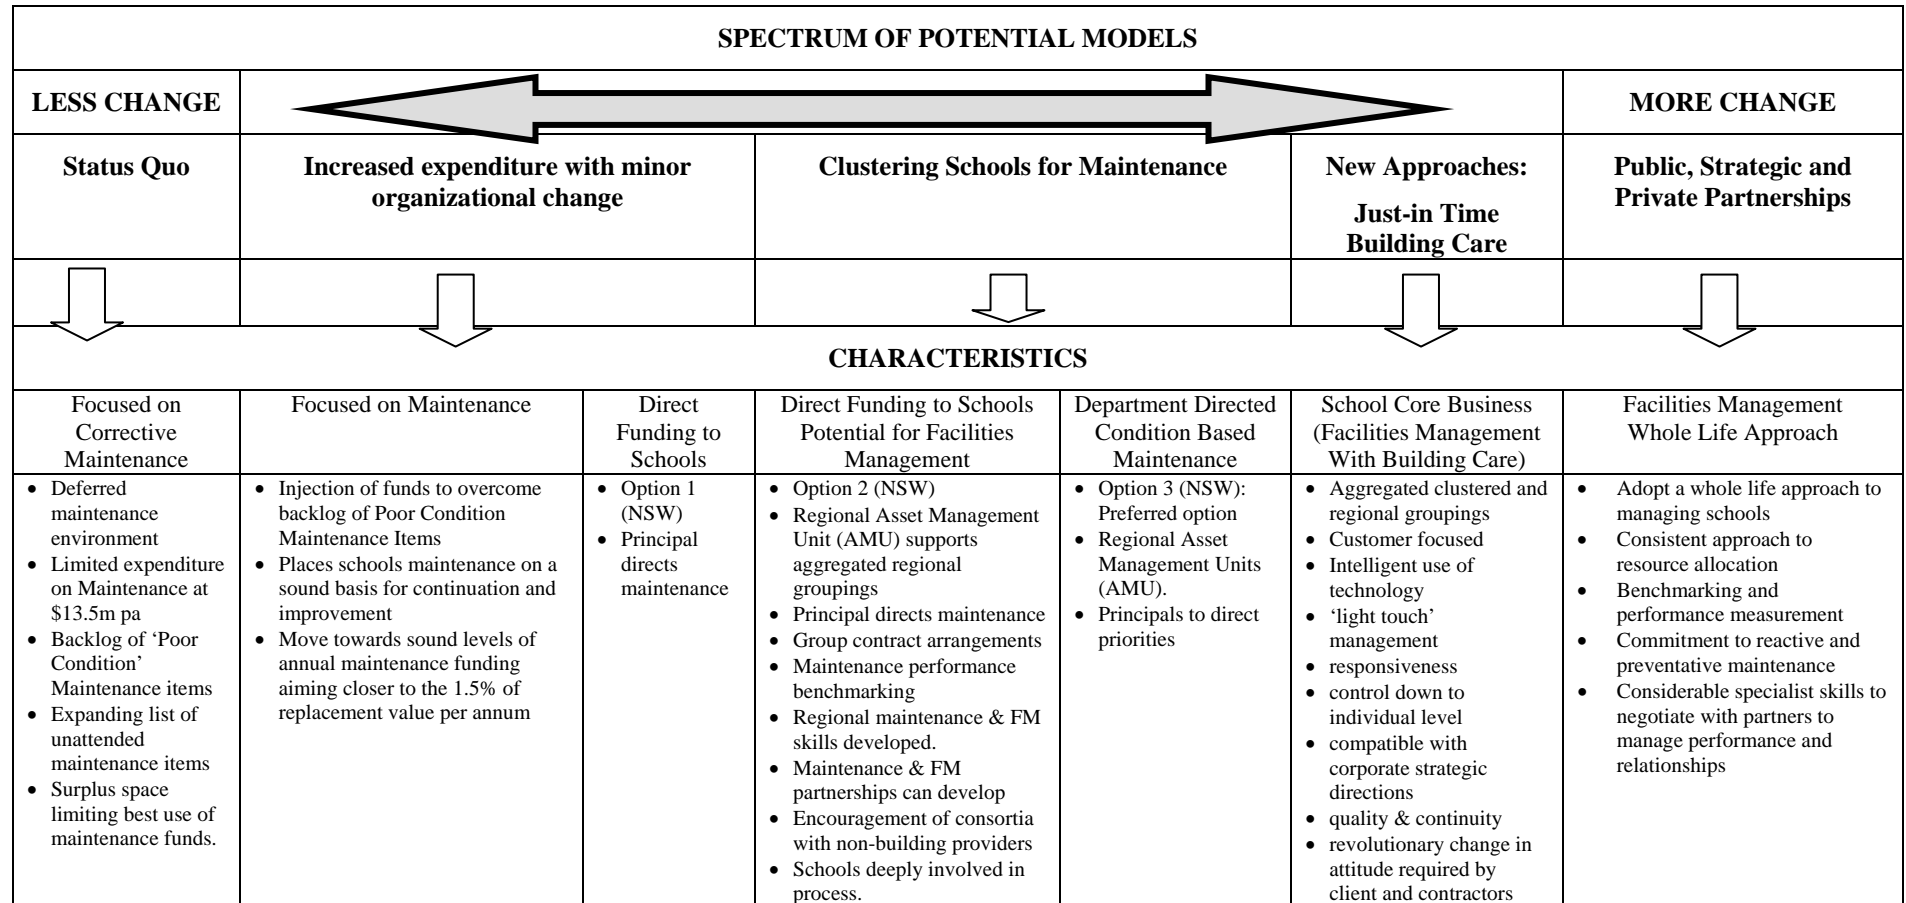 SPECTRUM OF POTENTIAL MODELS
LESS CHANGE
MORE CHANGE
Status Quo
Increased expenditure with minor
organizational change
Clustering Schools for Maintenance
New Approaches:
Just-in Time
Building Care
Public, Strategic and
Private Partnerships
CHARACTERISTICS
Focused on
Corrective
Maintenance
Focused on Maintenance
Direct
Funding to
Schools
Direct Funding to Schools
Potential for Facilities
Management
Department Directed
Condition Based
Maintenance
School Core Business
(Facilities Management
With Building Care)
Facilities Management
Whole Life Approach
• Deferred
maintenance
environment
• Limited expenditure
on Maintenance at
$13.5m pa
• Backlog of ‘Poor
Condition’
Maintenance items
• Expanding list of
unattended
maintenance items
• Surplus space
limiting best use of
maintenance funds.
• Injection of funds to overcome
backlog of Poor Condition
Maintenance Items
• Places schools maintenance on a
sound basis for continuation and
improvement
• Move towards sound levels of
annual maintenance funding
aiming closer to the 1.5% of
replacement value per annum
• Option 1
(NSW)
• Principal
directs
maintenance
• Option 2 (NSW)
• Regional Asset Management
Unit (AMU) supports
aggregated regional
groupings
• Principal directs maintenance
• Group contract arrangements
• Maintenance performance
benchmarking
• Regional maintenance & FM
skills developed.
• Maintenance & FM
partnerships can develop
• Encouragement of consortia
with non-building providers
• Schools deeply involved in
process.
• Option 3 (NSW):
Preferred option
• Regional Asset
Management Units
(AMU).
• Principals to direct
priorities
• Aggregated clustered and
regional groupings
• Customer focused
• Intelligent use of
technology
• ‘light touch’
management
• responsiveness
• control down to
individual level
• compatible with
corporate strategic
directions
• quality & continuity
• revolutionary change in
attitude required by
client and contractors
• Adopt a whole life approach to
managing schools
• Consistent approach to
resource allocation
• Benchmarking and
performance measurement
• Commitment to reactive and
preventative maintenance
• Considerable specialist skills to
negotiate with partners to
manage performance and
relationships